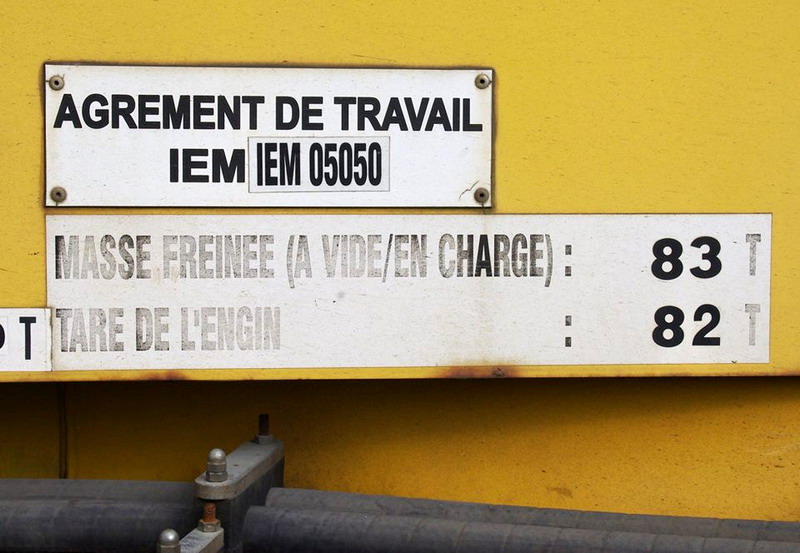 AGREMENT DE TRAVAIL
IEM IEM 05050
MASSE FREINEE (A VIDE/EN CHARGE) : 83 T
T
TARE DE L'ENGIN : 82 T